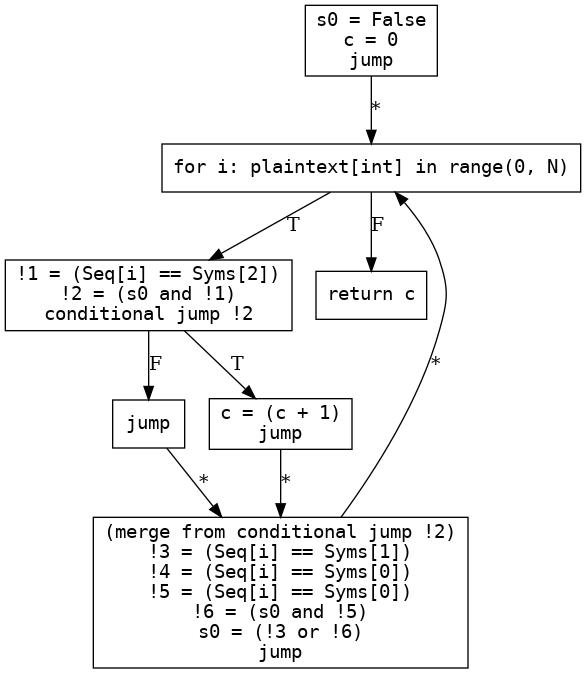 s0 = False
c = 0
jump
*
for i: plaintext[int] in range(0, N)
T
F
!1 = (Seq[i] == Syms[2])
!2 = (s0 and !1)
conditional jump !2
return c
F
T
*
jump
c = (c + 1)
jump
*
*
(merge from conditional jump !2)
!3 = (Seq[i] == Syms[1])
!4 = (Seq[i] == Syms[0])
!5 = (Seq[i] == Syms[0])
!6 = (s0 and !5)
s0 = (!3 or !6)
jump